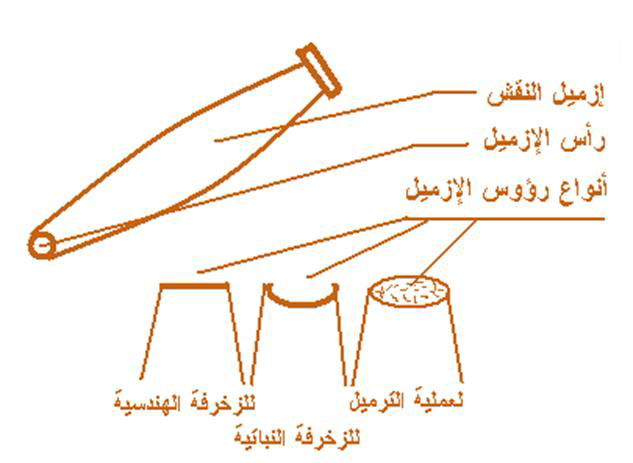 إزميل النقش
رأس الإزميل
أنواع رؤوس الإزميل
لعملية الترميل
للزخرفة الهندسية
للزخرفة النباتية